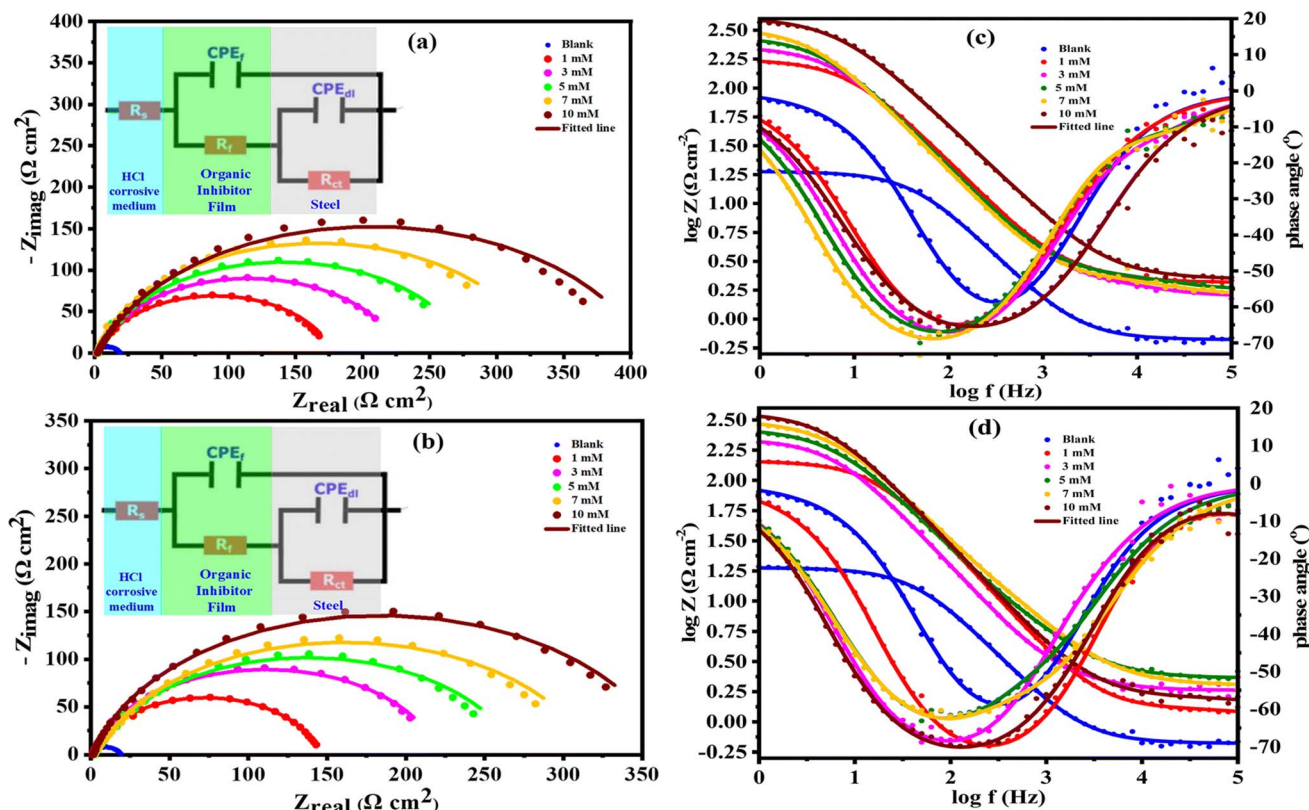 (a)
400
350
300
250
200
150
100
50
0
- Zimag (Ω cm²)
0 50 100 150 200 250 300 350 400
Zreal (Ω cm²)
CPEf
CPEdl
Rs
Rf
Rct
HCl
corrosive
medium
Organic
Inhibitor
Film
Steel
Blank
1 mM
3 mM
5 mM
7 mM
10 mM
Fitted line
(c)
2.50
2.25
2.00
1.75
1.50
1.25
1.00
0.75
0.50
0.25
0.00
-0.25
log Z (Ω cm⁻²)
0 1 2 3 4 5
log f (Hz)
20
10
0
-10
-20
-30
-40
-50
-60
-70
phase angle (°)
Blank
1 mM
3 mM
5 mM
7 mM
10 mM
Fitted line
(b)
350
300
250
200
150
100
50
0
- Zimag (Ω cm²)
0 50 100 150 200 250 300 350
Zreal (Ω cm²)
CPEf
CPEdl
Rs
Rf
Rct
HCl
corrosive
medium
Organic
Inhibitor
Film
Steel
Blank
1 mM
3 mM
5 mM
7 mM
10 mM
Fitted line
(d)
2.50
2.25
2.00
1.75
1.50
1.25
1.00
0.75
0.50
0.25
0.00
-0.25
log Z (Ω cm⁻²)
0 1 2 3 4 5
log f (Hz)
20
10
0
-10
-20
-30
-40
-50
-60
-70
phase angle (°)
Blank
1 mM
3 mM
5 mM
7 mM
10 mM
Fitted line